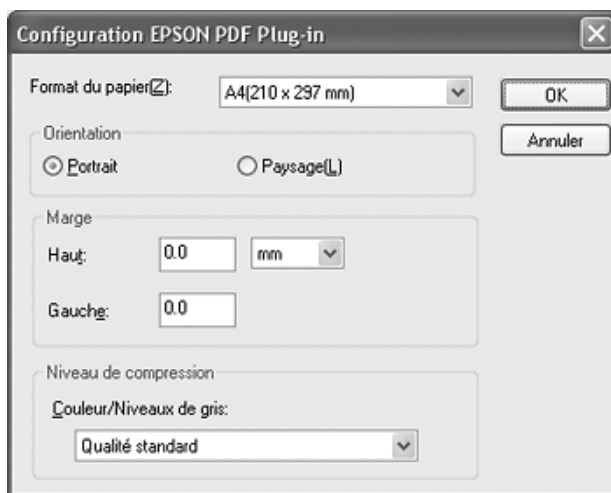 Configuration EPSON PDF Plug-in
Format du papier(Z): A4(210 x 297 mm) OK
Annuler
Orientation
Portrait Paysage(L)
Marge
Haut: 0.0 mm
Gauche: 0.0
Niveau de compression
Couleur/Niveaux de gris:
Qualité standard